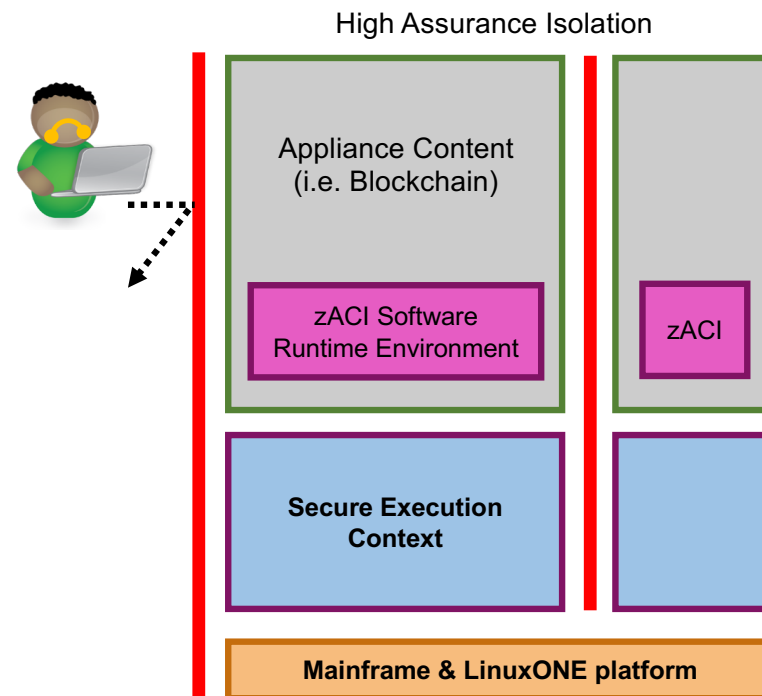 High Assurance Isolation
Appliance Content
(i.e. Blockchain)
zACI Software
Runtime Environment
zACI
Secure Execution
Context
Mainframe & LinuxONE platform